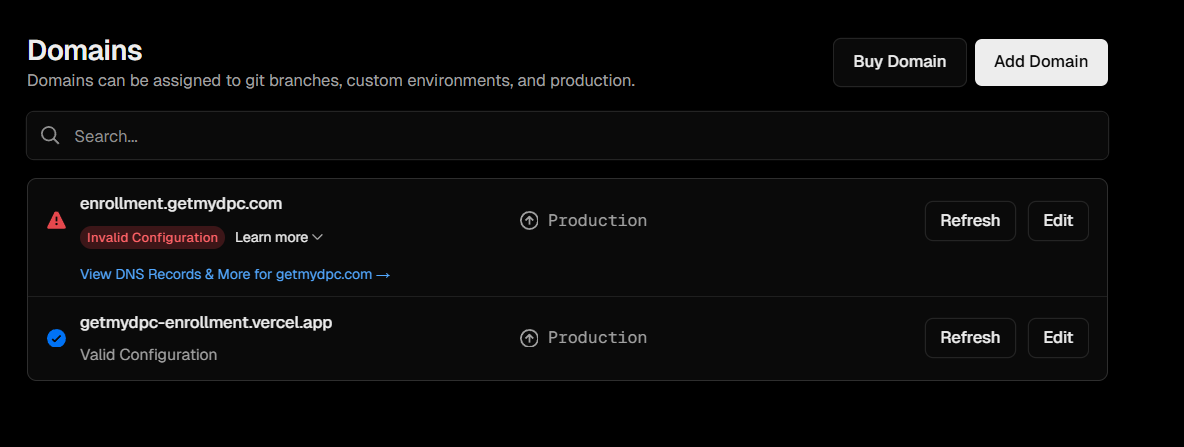 Domains
Domains can be assigned to git branches, custom environments, and production.
Buy Domain
Add Domain
Search...
enrollment.getmydpc.com
Invalid Configuration Learn more
View DNS Records & More for getmydpc.com →
Production
Refresh
Edit
getmydpc-enrollment.vercel.app
Valid Configuration
Production
Refresh
Edit